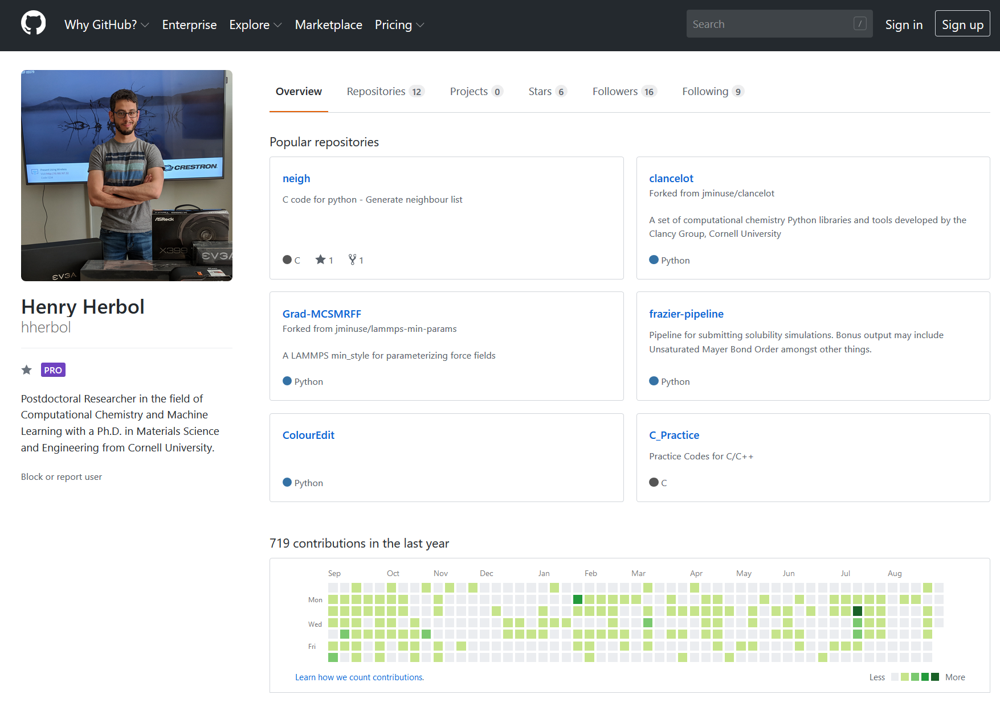 Why GitHub? Enterprise Explore Marketplace Pricing Search / Sign in Sign up
Overview Repositories 12 Projects 0 Stars 6 Followers 16 Following 9
CRESTRON
ASRock
X399
EVGA
EVGA
Henry Herbol
hherbol
PRO
Postdoctoral Researcher in the field of
Computational Chemistry and Machine
Learning with a Ph.D. in Materials Science
and Engineering from Cornell University.
Block or report user
Popular repositories
neigh
C code for python - Generate neighbour list
C 1 1
clancelot
Forked from jminuse/clancelot
A set of computational chemistry Python libraries and tools developed by the
Clancy Group, Cornell University
Python
Grad-MCSMRFF
Forked from jminuse/lammps-min-params
A LAMMPS min_style for parameterizing force fields
Python
frazier-pipeline
Pipeline for submitting solubility simulations. Bonus output may include
Unsaturated Mayer Bond Order amongst other things.
Python
ColourEdit
Python
C_Practice
Practice Codes for C/C++
C
719 contributions in the last year
Sep Oct Nov Dec Jan Feb Mar Apr May Jun Jul Aug
Mon
Wed
Fri
Learn how we count contributions.
Less More